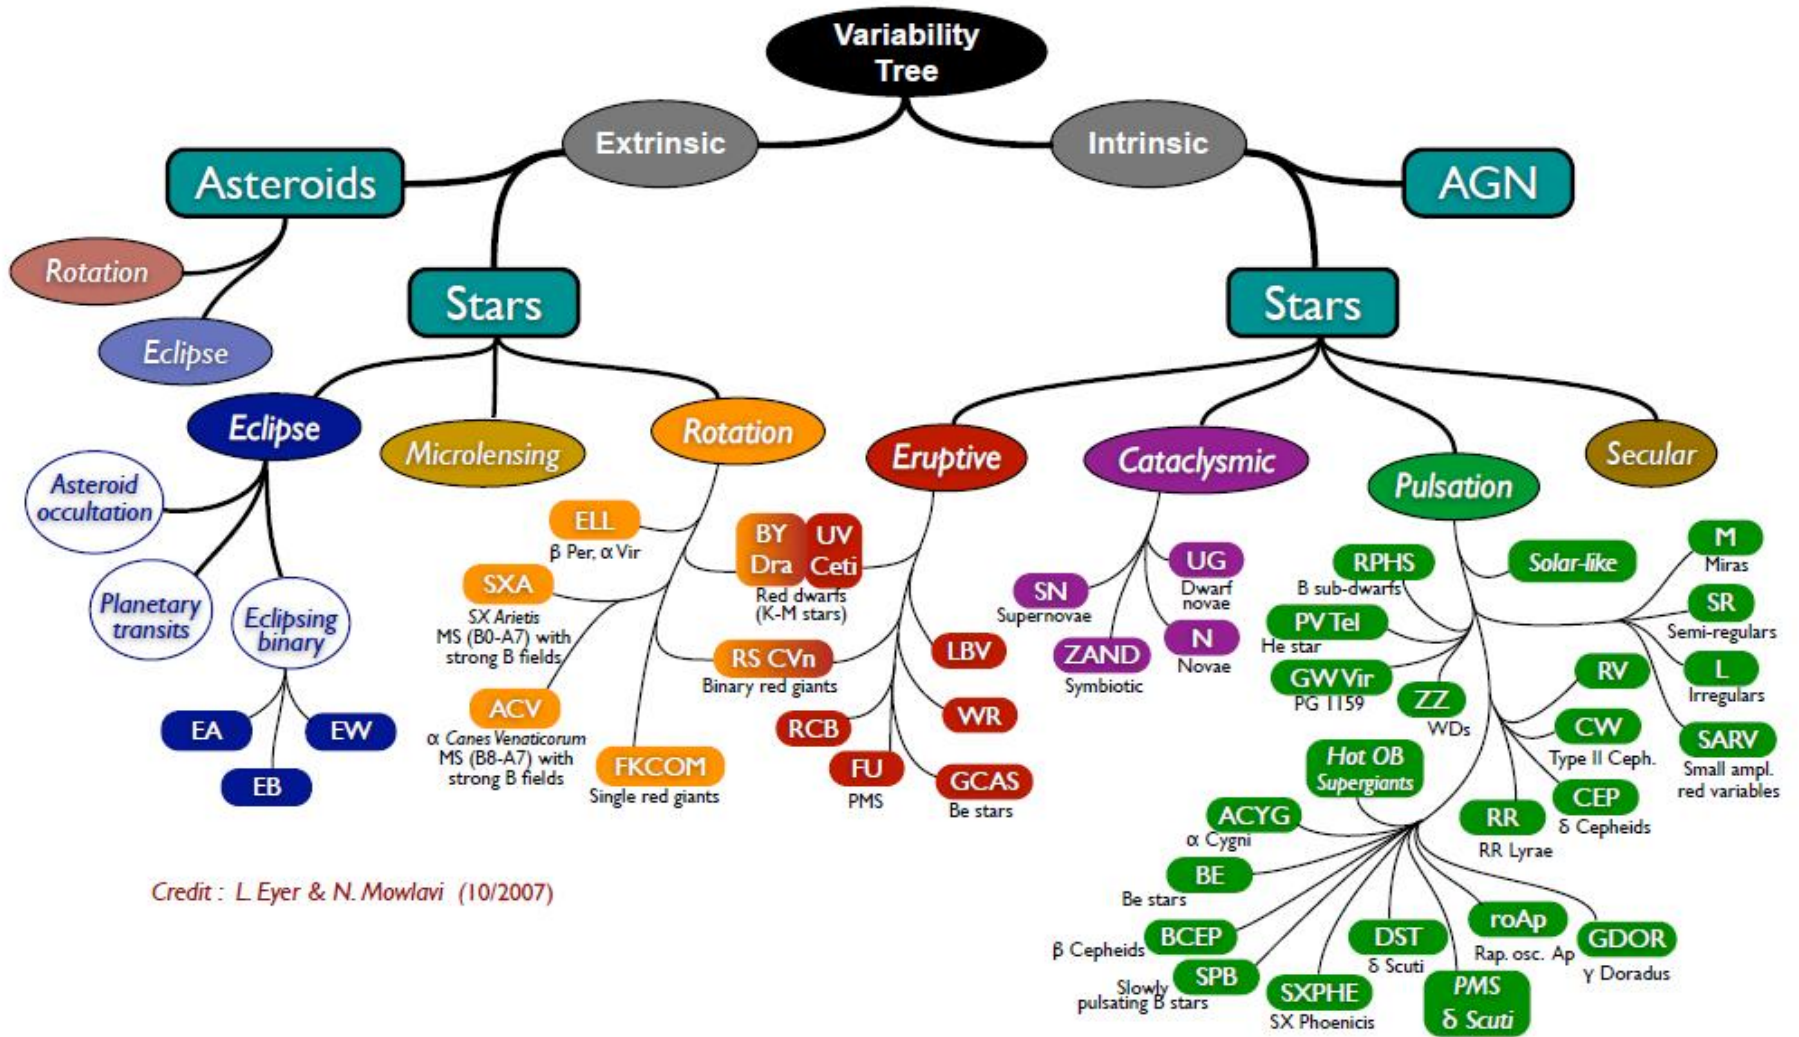 Variability
Tree
Extrinsic
Intrinsic
Asteroids
AGN
Rotation
Eclipse
Stars
Stars
Eclipse
Microlensing
Rotation
Eruptive
Cataclysmic
Pulsation
Secular
Asteroid
occultation
Planetary
transits
Eclipsing
binary
EA
EB
EW
ELL
β Per, α Vir
SXA
SX Arietis
MS (B0-A7) with
strong B fields
ACV
α Canes Venaticorum
MS (B8-A7) with
strong B fields
FKCOM
Single red giants
BY
Dra
UV
Ceti
Red dwarfs
(K-M stars)
RS CVn
Binary red giants
LBV
WR
RCB
FU
PMS
GCAS
Be stars
SN
Supernovae
ZAND
Symbiotic
UG
Dwarf
novae
N
Novae
RPHS
B sub-dwarfs
PV Tel
He star
GW Vir
PG 1159
ZZ
WDs
Solar-like
M
Miras
SR
Semi-regulars
L
Irregulars
SARV
Small ampl.
red variables
RV
CW
Type II Ceph.
CEP
δ Cepheids
RR
RR Lyrae
Hot OB
Supergiants
ACYG
α Cygni
BE
Be stars
BCEP
β Cepheids
SPB
Slowly
pulsating B stars
SXPHE
SX Phoenicis
DST
δ Scuti
PMS
δ Scuti
roAp
Rap. osc. Ap
GDOR
γ Doradus
Credit : L. Eyer & N. Mowlavi (10/2007)